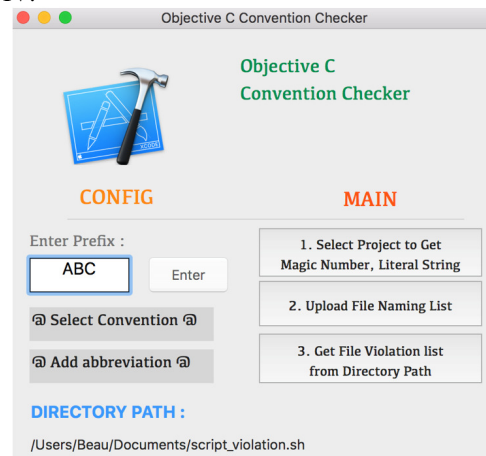 Objective C Convention Checker
Objective C
Convention Checker
XCODE
CONFIG
MAIN
Enter Prefix :
ABC
Enter
1. Select Project to Get
Magic Number, Literal String
@ Select Convention @
2. Upload File Naming List
@ Add abbreviation @
3. Get File Violation list
from Directory Path
DIRECTORY PATH :
/Users/Beau/Documents/script_violation.sh